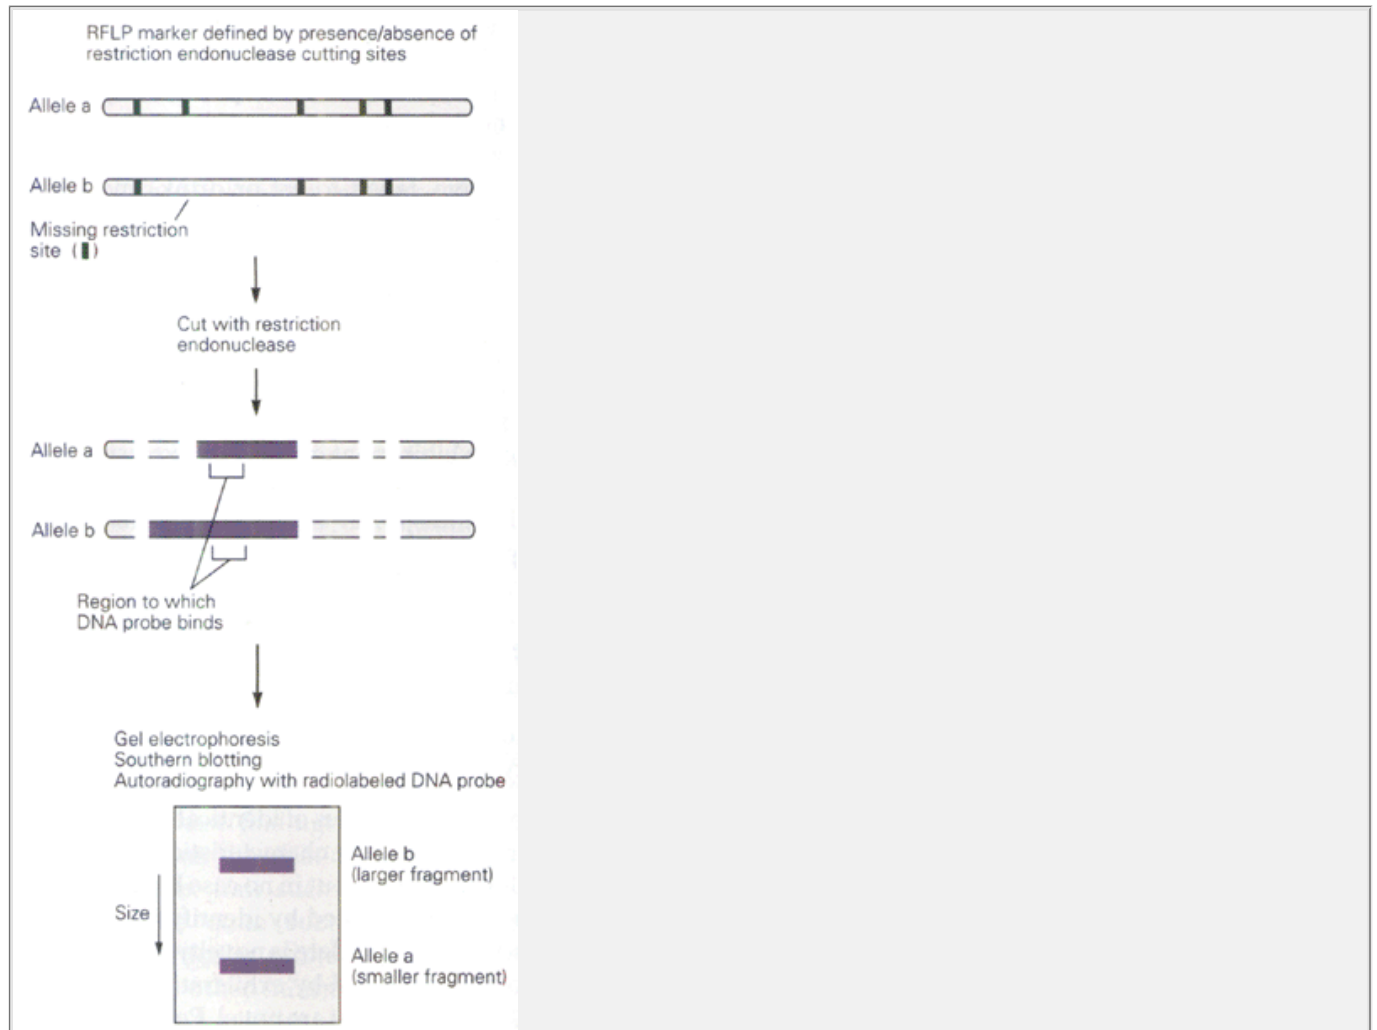 RFLP marker defined by presence/absence of
restriction endonuclease cutting sites
Allele a
Allele b
Missing restriction
site ( )
Cut with restriction
endonuclease
Allele a
Allele b
Region to which
DNA probe binds
Gel electrophoresis
Southern blotting
Autoradiography with radiolabeled DNA probe
Allele b
(larger fragment)
Size
Allele a
(smaller fragment)